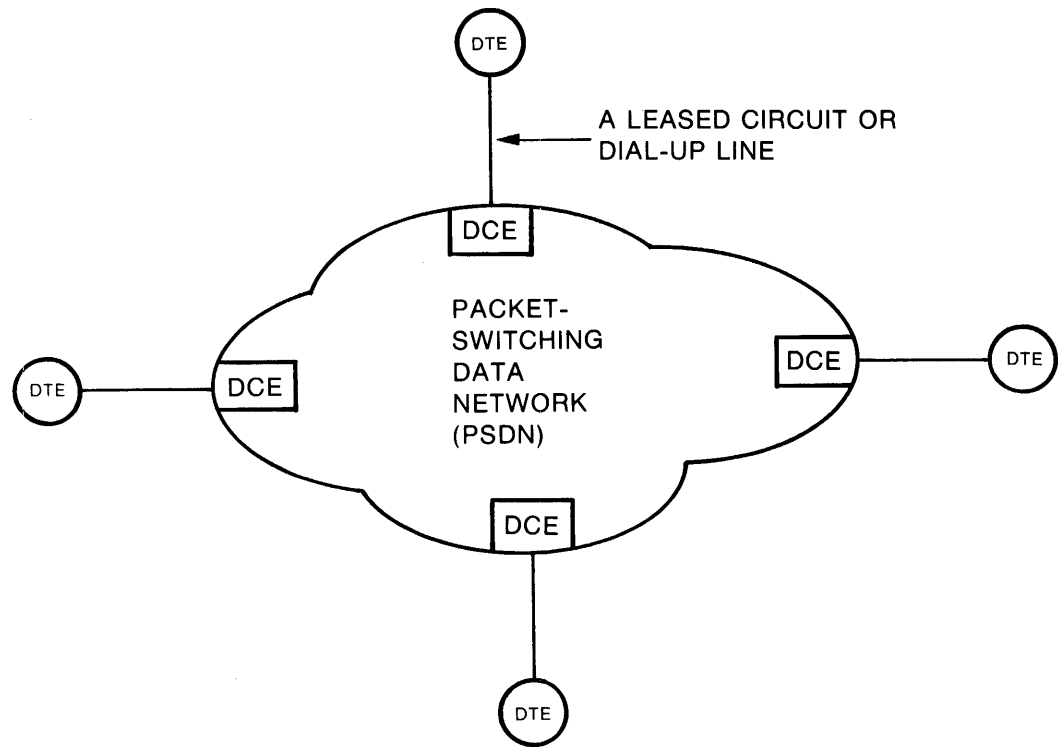 DTE
A LEASED CIRCUIT OR
DIAL-UP LINE
DCE
PACKET-
SWITCHING
DATA
NETWORK
(PSDN)
DCE
DTE
DTE
DCE
DCE
DTE